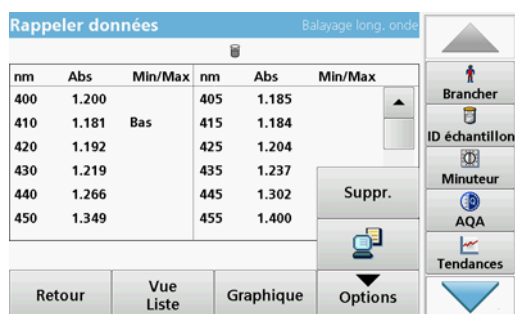 Rappeler données
Balayage long. onde
nm Abs Min/Max nm Abs Min/Max
400 1.200 405 1.185
410 1.181 Bas 415 1.184
420 1.192 425 1.204
430 1.219 435 1.237
440 1.266 445 1.302
450 1.349 455 1.400
Suppr.
Retour
Vue
Liste
Graphique
Options
Brancher
ID échantillon
Minuteur
AQA
Tendances